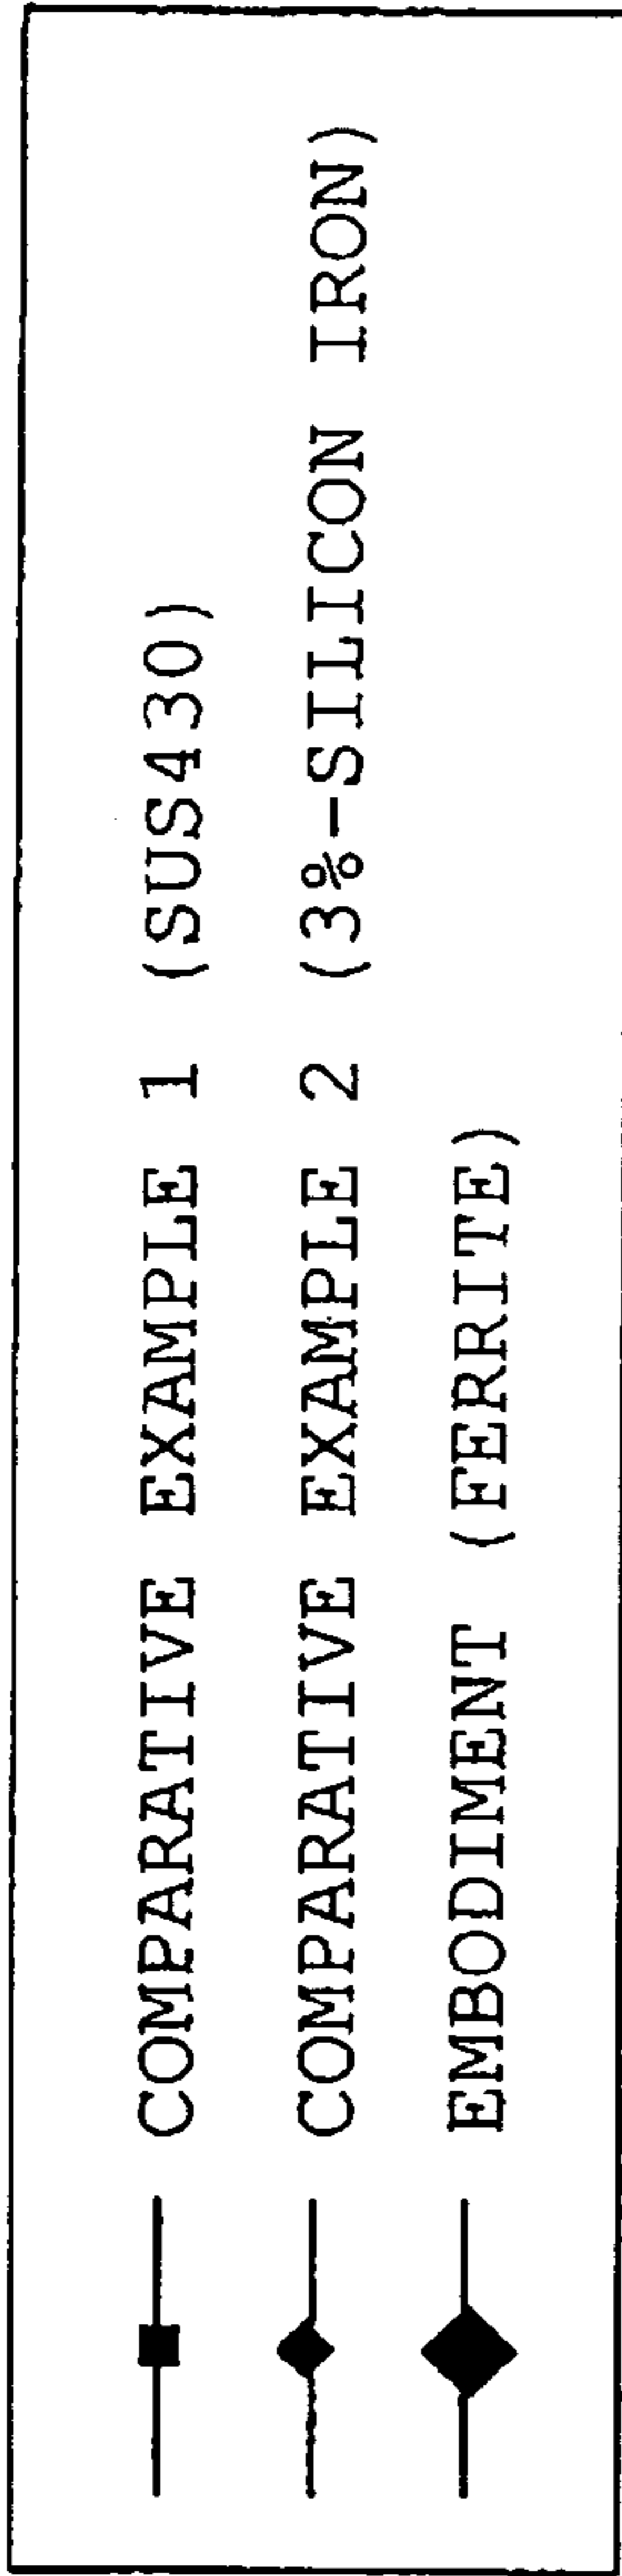 COMPARATIVE EXAMPLE 1 (SUS430)
COMPARATIVE EXAMPLE 2 (3%-SILICON IRON)
EMBODIMENT (FERRITE)